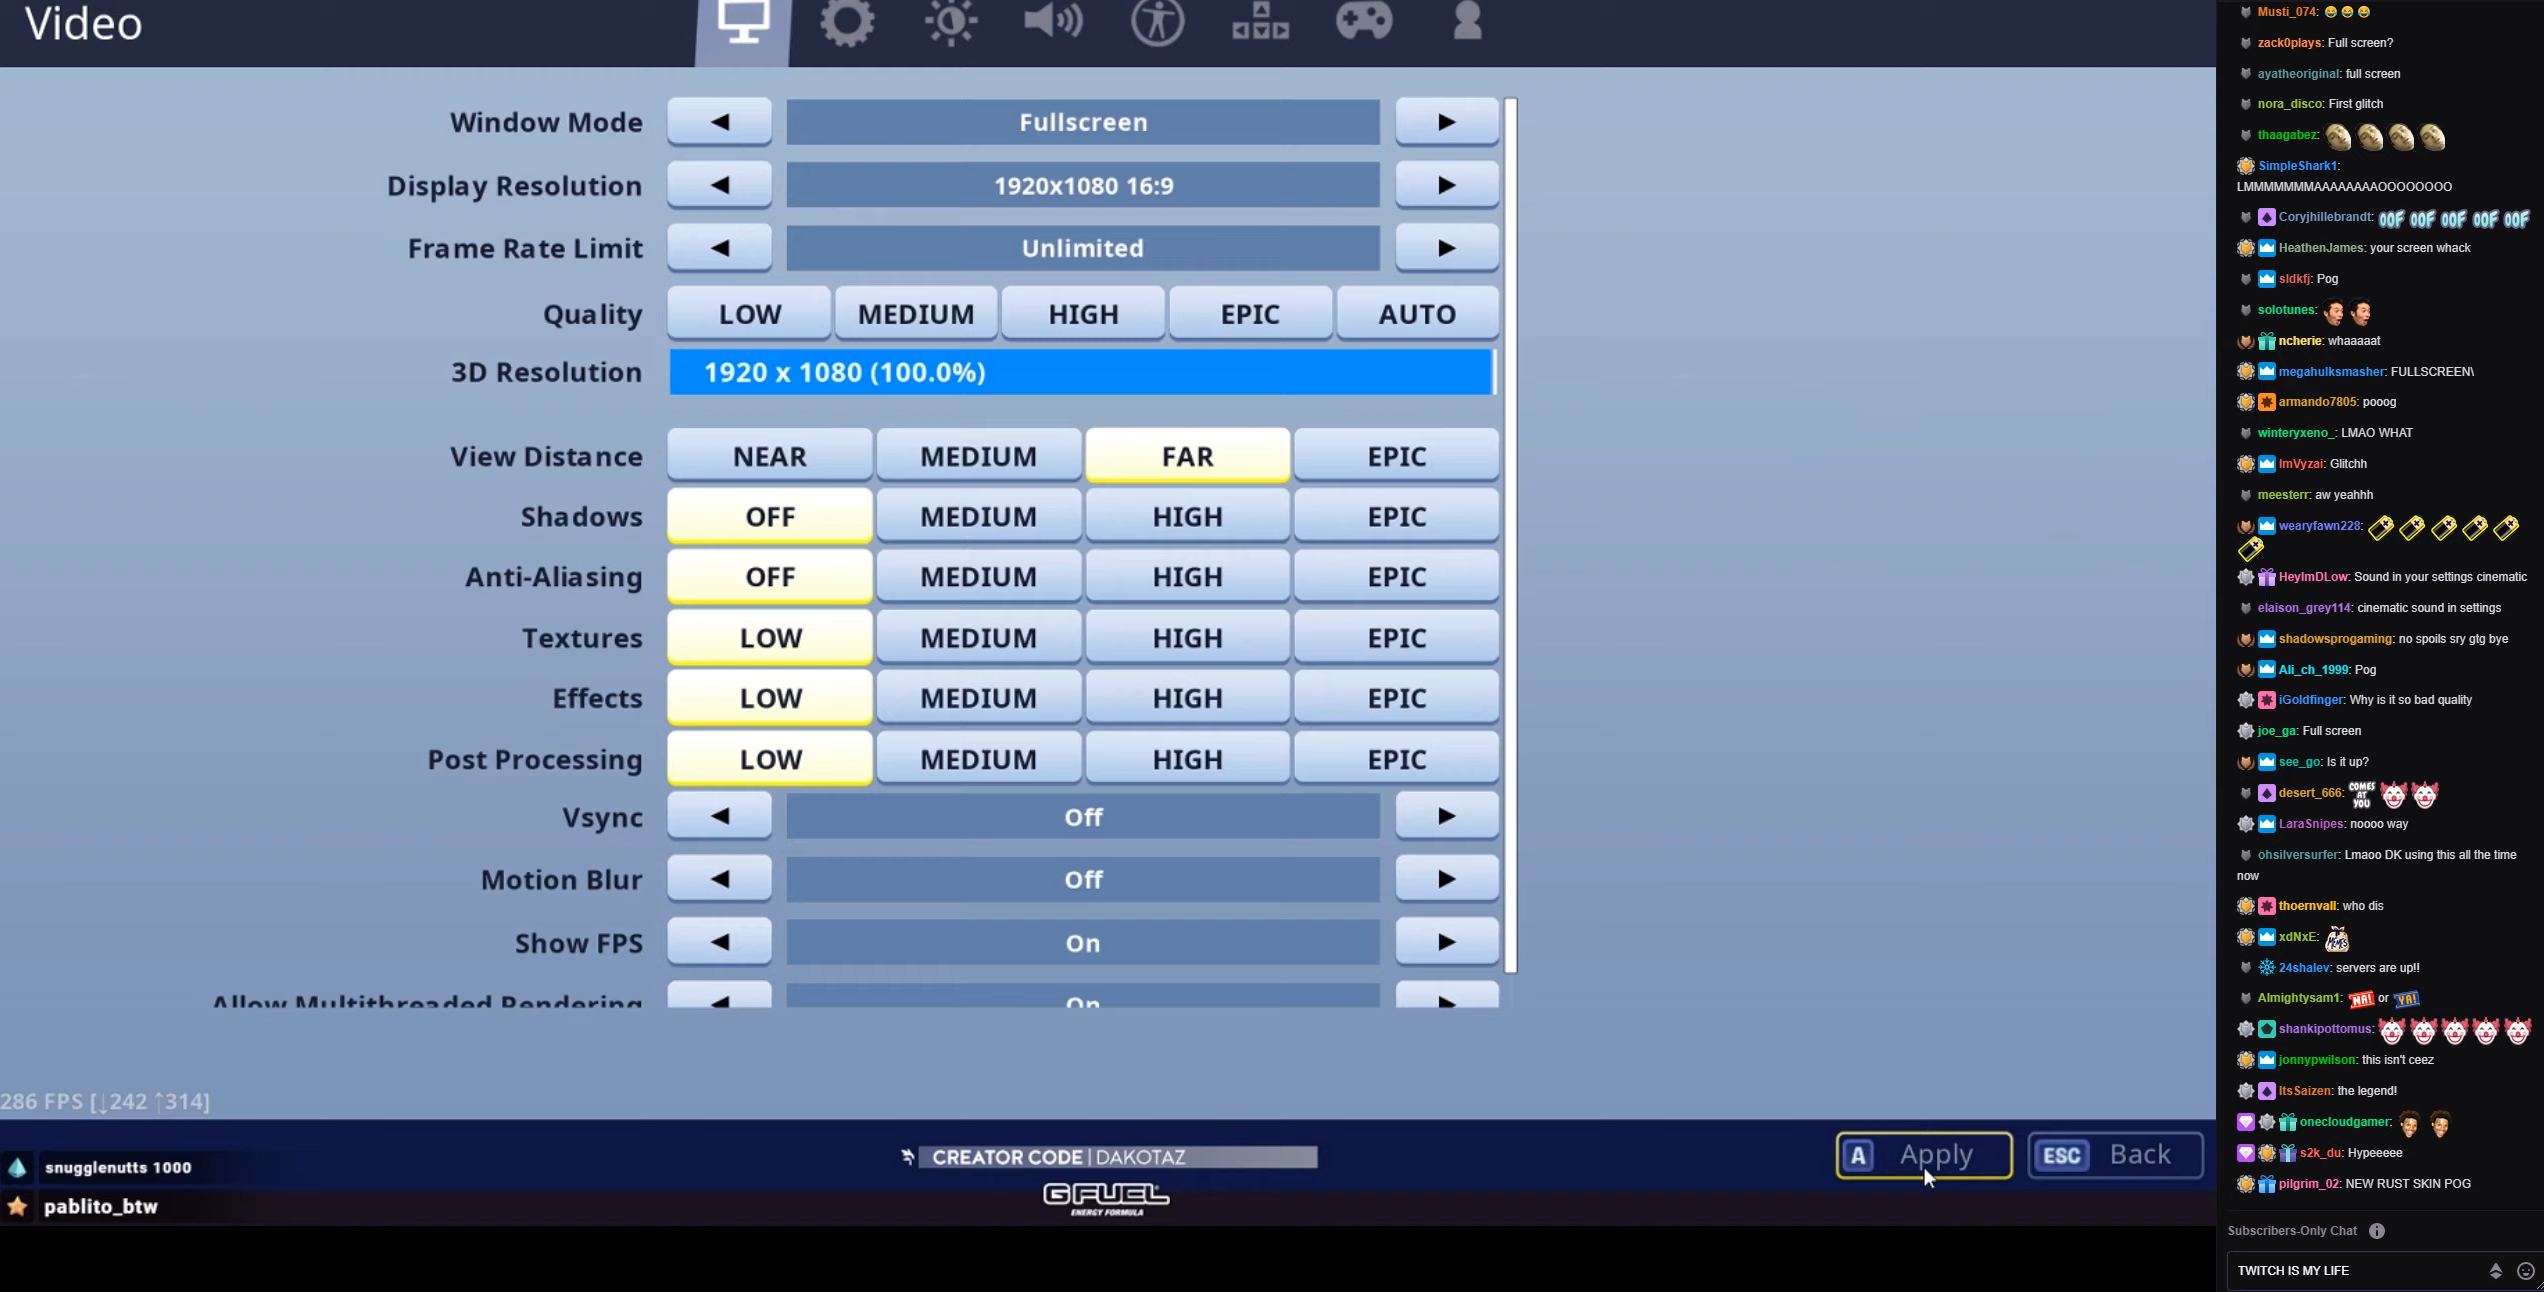 Video
Window Mode
Fullscreen
Display Resolution
1920x1080 16:9
Frame Rate Limit
Unlimited
Quality
LOW MEDIUM HIGH EPIC AUTO
3D Resolution
1920 x 1080 (100.0%)
View Distance
NEAR MEDIUM FAR EPIC
Shadows
OFF MEDIUM HIGH EPIC
Anti-Aliasing
OFF MEDIUM HIGH EPIC
Textures
LOW MEDIUM HIGH EPIC
Effects
LOW MEDIUM HIGH EPIC
Post Processing
LOW MEDIUM HIGH EPIC
Vsync
Off
Motion Blur
Off
Show FPS
On
Allow Multithreaded Rendering
On
286 FPS [↓242 ↑314]
snugglenutts 1000
pablito_btw
CREATOR CODE | DAKOTAZ
G FUEL
ENERGY FORMULA
A Apply
ESC Back
Musti_074:
zack0plays: Full screen?
ayatheoriginal: full screen
nora_disco: First glitch
thaagabez:
SimpleShark1:
LMMMMMMMAAAAAAAAOOOOOOOO
Coryjhillebrandt: OOF OOF OOF OOF OOF
HeathenJames: your screen whack
sldkfj: Pog
solotunes:
ncherie: whaaaaat
megahulksmasher: FULLSCREEN\
armando7805: pooog
winteryxeno_: LMAO WHAT
ImVyzai: Glitchh
meesterr: aw yeahhh
wearyfawn228:
HeyImDLow: Sound in your settings cinematic
elaison_grey114: cinematic sound in settings
shadowsprogaming: no spoils sry gtg bye
Ali_ch_1999: Pog
iGoldfinger: Why is it so bad quality
joe_ga: Full screen
see_go: Is it up?
desert_666: COMES AT YOU
LaraSnipes: noooo way
ohsilversurfer: Lmaoo DK using this all the time
now
thoernvall: who dis
xdNxE: MEMES
24shalev: servers are up!!
Almightysam1: NA! or YA!
shankipottomus:
jonnypwilson: this isn't ceez
ItsSaizen: the legend!
onecloudgamer:
s2k_du: Hypeeeee
pilgrim_02: NEW RUST SKIN POG
Subscribers-Only Chat
TWITCH IS MY LIFE